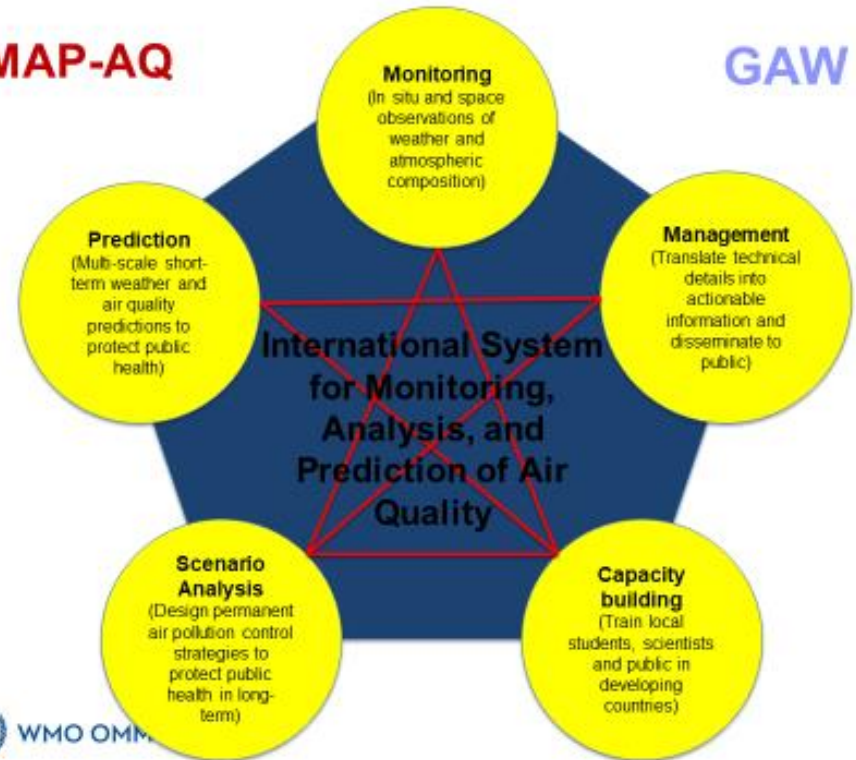 MAP-AQ
GAW
Monitoring
(In situ and space
observations of
weather and
atmospheric
composition)
Prediction
(Multi-scale short-
term weather and
air quality
predictions to
protect public
health)
Management
(Translate technical
details into
actionable
information and
disseminate to
public)
International System
for Monitoring,
Analysis, and
Prediction of Air
Quality
Scenario
Analysis
(Design permanent
air pollution control
strategies to
protect public
health in long-
term)
Capacity
building
(Train local
students, scientists
and public in
developing
countries)
WMO OMM